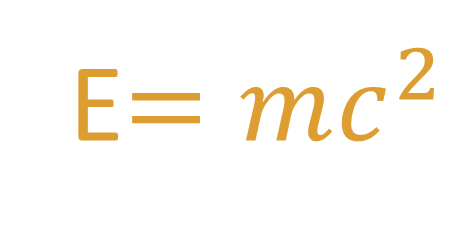 E= mc²